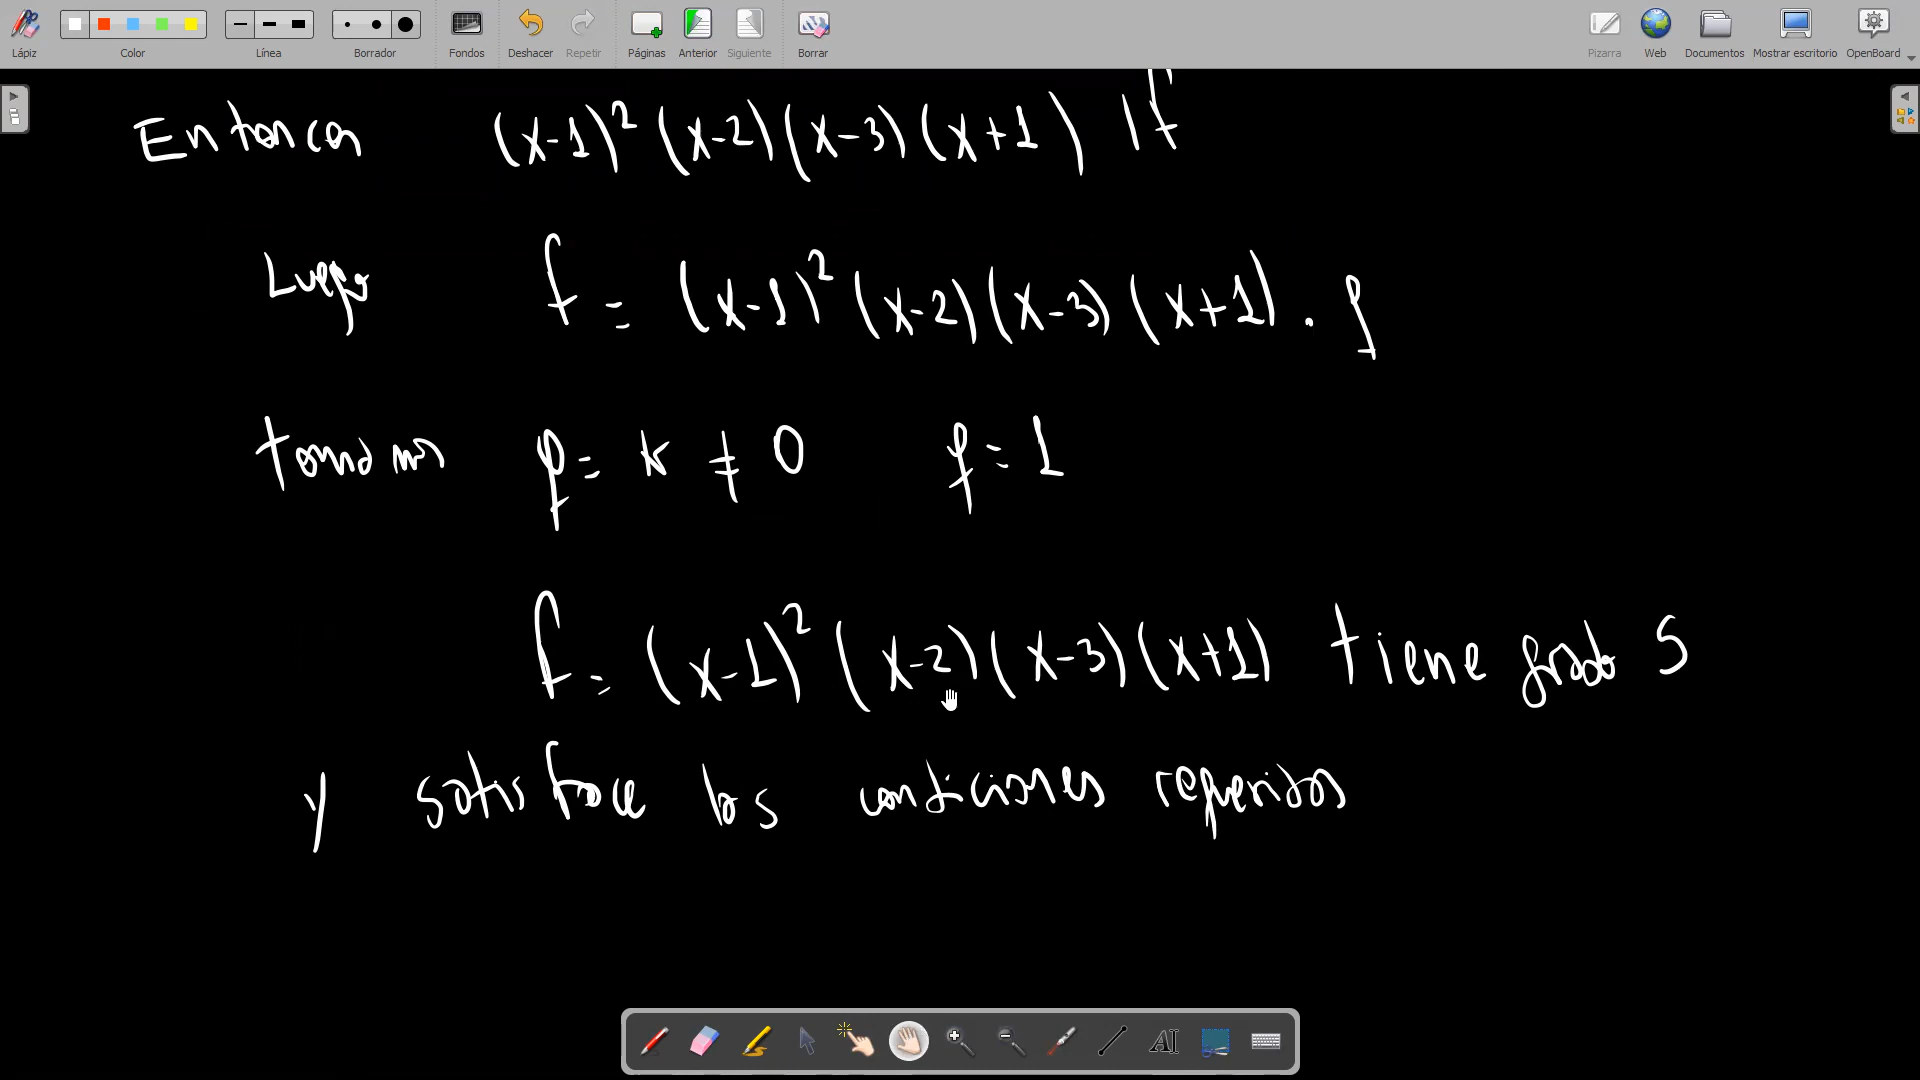 Lápiz Color Línea Borrador Fondos Deshacer Repetir Páginas Anterior Siguiente Borrar Pizarra Web Documentos Mostrar escritorio OpenBoard
Entonces (x-1)² (x-2)(x-3)(x+1) | f
Luego f = (x-1)² (x-2)(x-3)(x+1) . q
tomamos q = k ≠ 0 q = 1
f = (x-1)² (x-2)(x-3)(x+1) tiene grado 5
y satisface las condiciones requeridas
AI